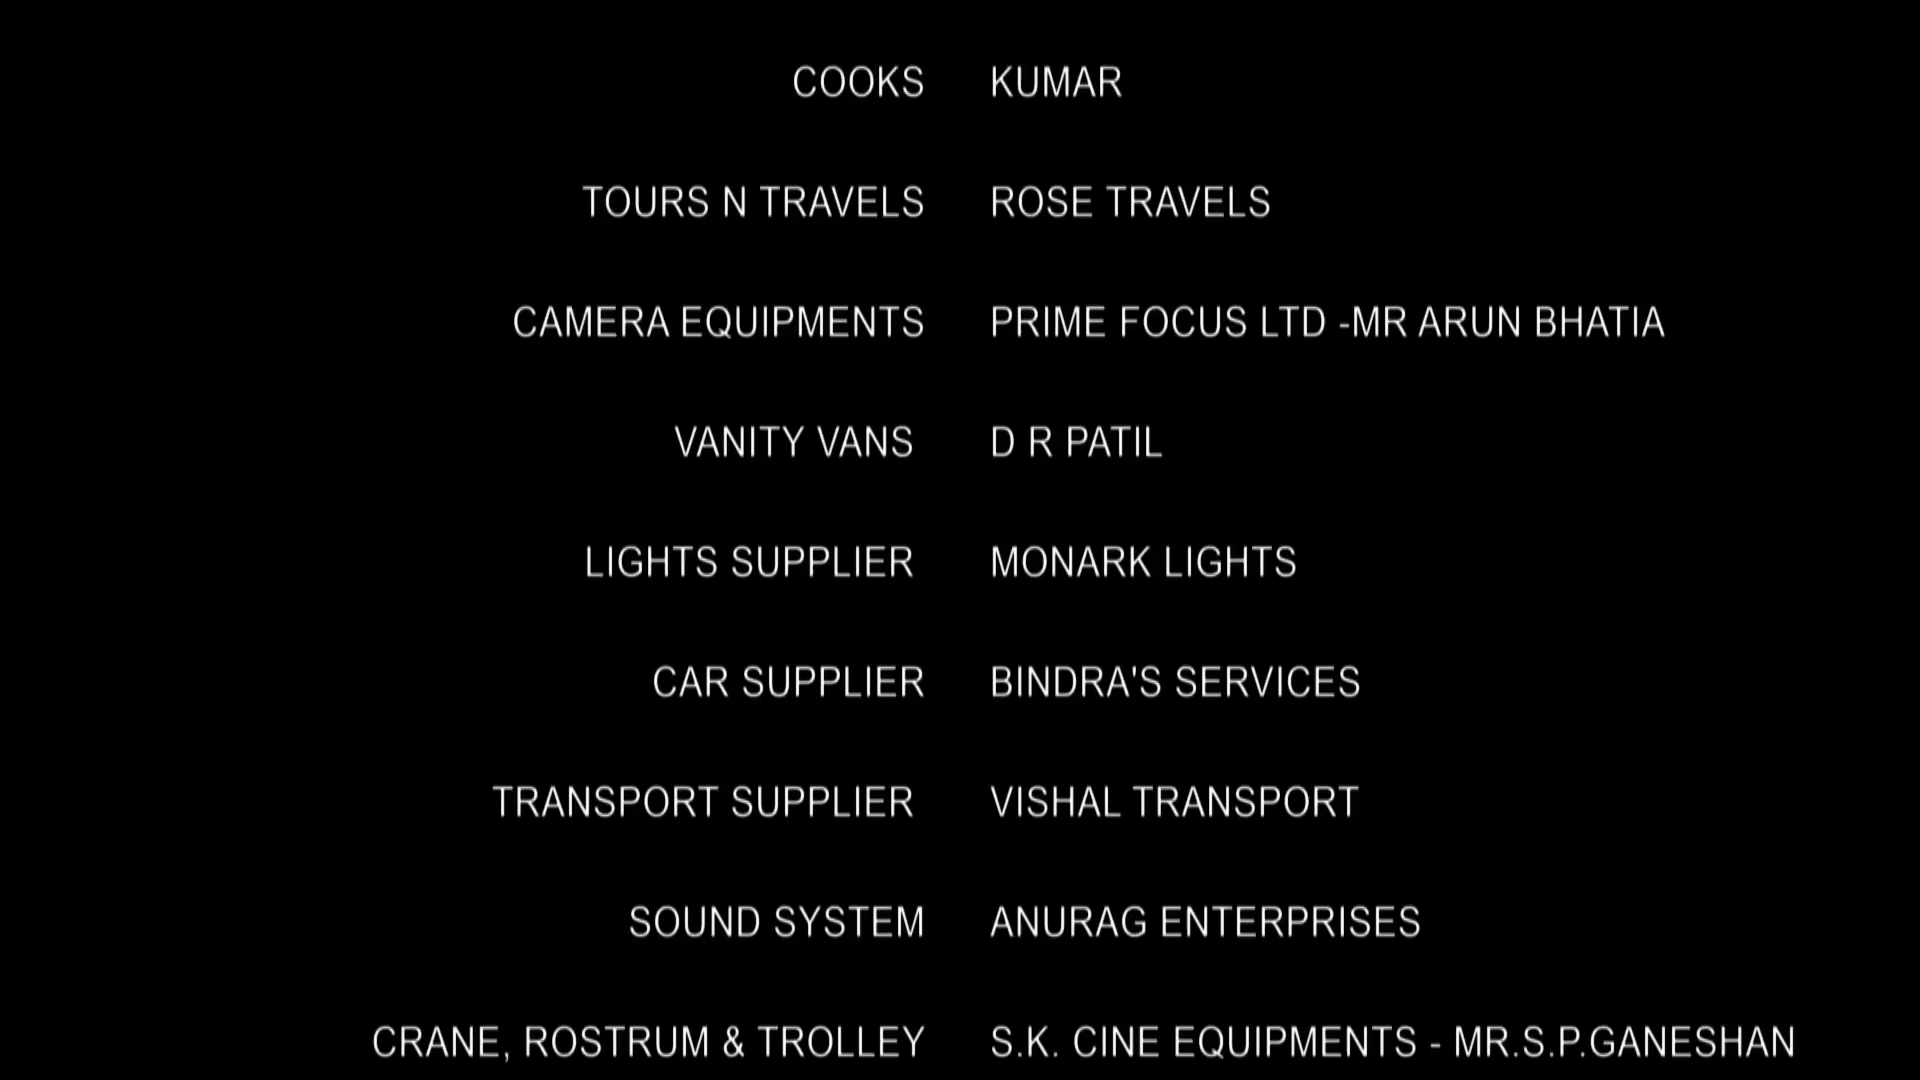 COOKS KUMAR
TOURS N TRAVELS ROSE TRAVELS
CAMERA EQUIPMENTS PRIME FOCUS LTD -MR ARUN BHATIA
VANITY VANS D R PATIL
LIGHTS SUPPLIER MONARK LIGHTS
CAR SUPPLIER BINDRA'S SERVICES
TRANSPORT SUPPLIER VISHAL TRANSPORT
SOUND SYSTEM ANURAG ENTERPRISES
CRANE, ROSTRUM & TROLLEY S.K. CINE EQUIPMENTS - MR.S.P.GANESHAN